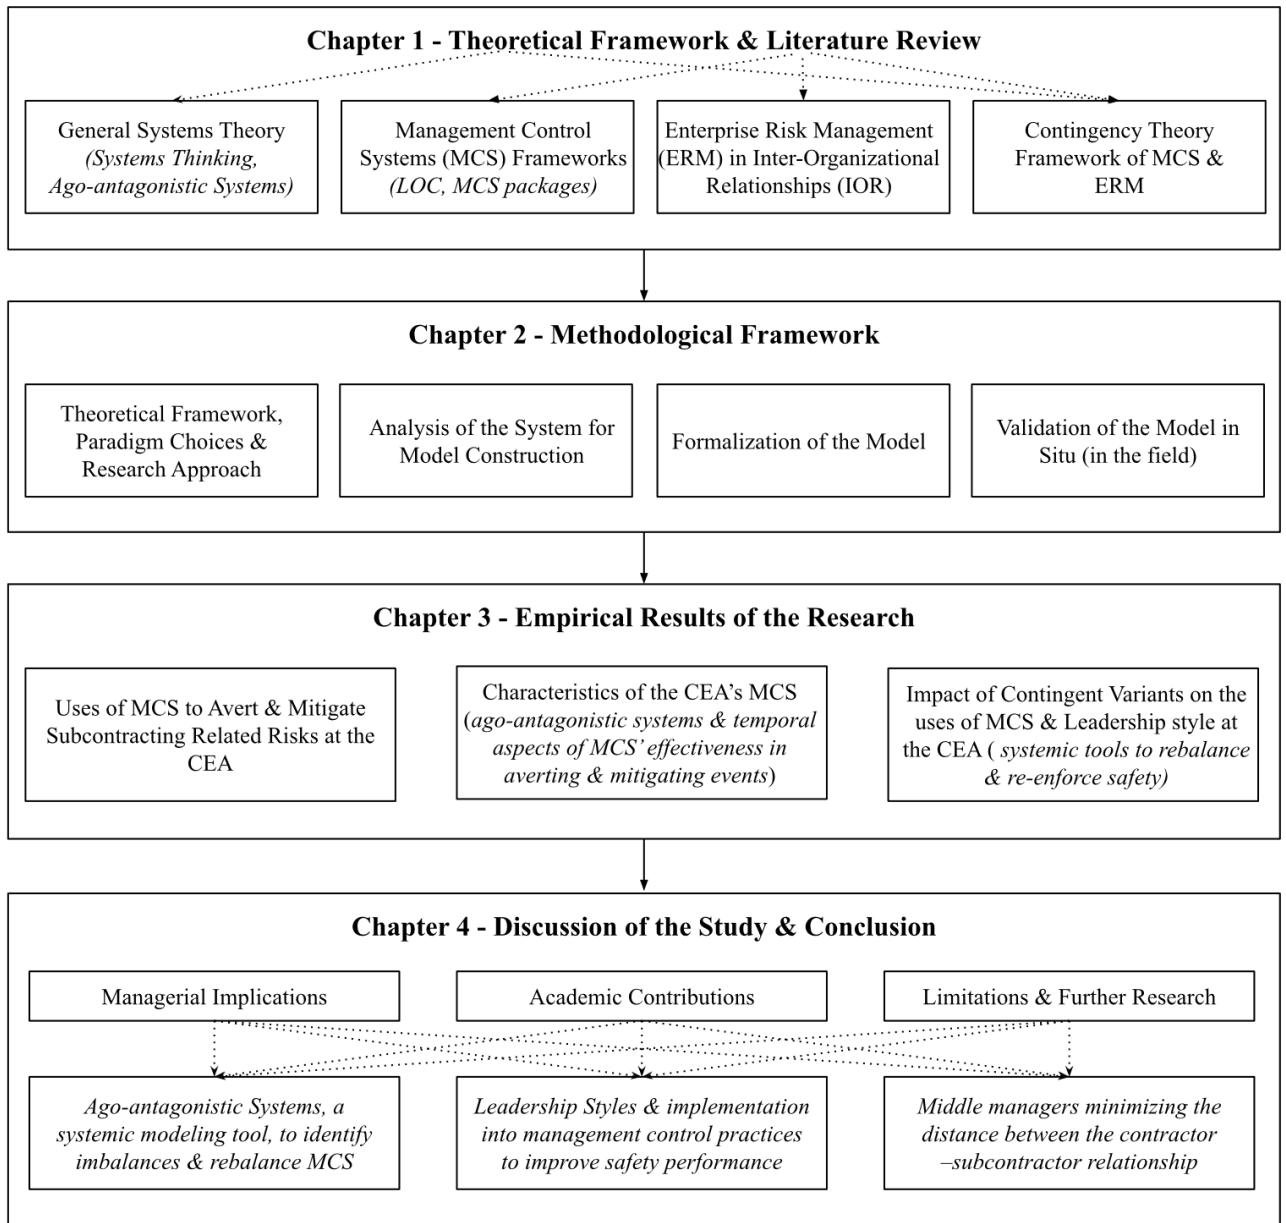 Chapter 1 - Theoretical Framework & Literature Review
General Systems Theory
(Systems Thinking,
Ago-antagonistic Systems)
Management Control
Systems (MCS) Frameworks
(LOC, MCS packages)
Enterprise Risk Management
(ERM) in Inter-Organizational
Relationships (IOR)
Contingency Theory
Framework of MCS &
ERM
Chapter 2 - Methodological Framework
Theoretical Framework,
Paradigm Choices &
Research Approach
Analysis of the System for
Model Construction
Formalization of the Model
Validation of the Model in
Situ (in the field)
Chapter 3 - Empirical Results of the Research
Uses of MCS to Avert & Mitigate
Subcontracting Related Risks at the
CEA
Characteristics of the CEA’s MCS
(ago-antagonistic systems & temporal
aspects of MCS’ effectiveness in
averting & mitigating events)
Impact of Contingent Variants on the
uses of MCS & Leadership style at
the CEA ( systemic tools to rebalance
& re-enforce safety)
Chapter 4 - Discussion of the Study & Conclusion
Managerial Implications
Academic Contributions
Limitations & Further Research
Ago-antagonistic Systems, a
systemic modeling tool, to identify
imbalances & rebalance MCS
Leadership Styles & implementation
into management control practices
to improve safety performance
Middle managers minimizing the
distance between the contractor
–subcontractor relationship